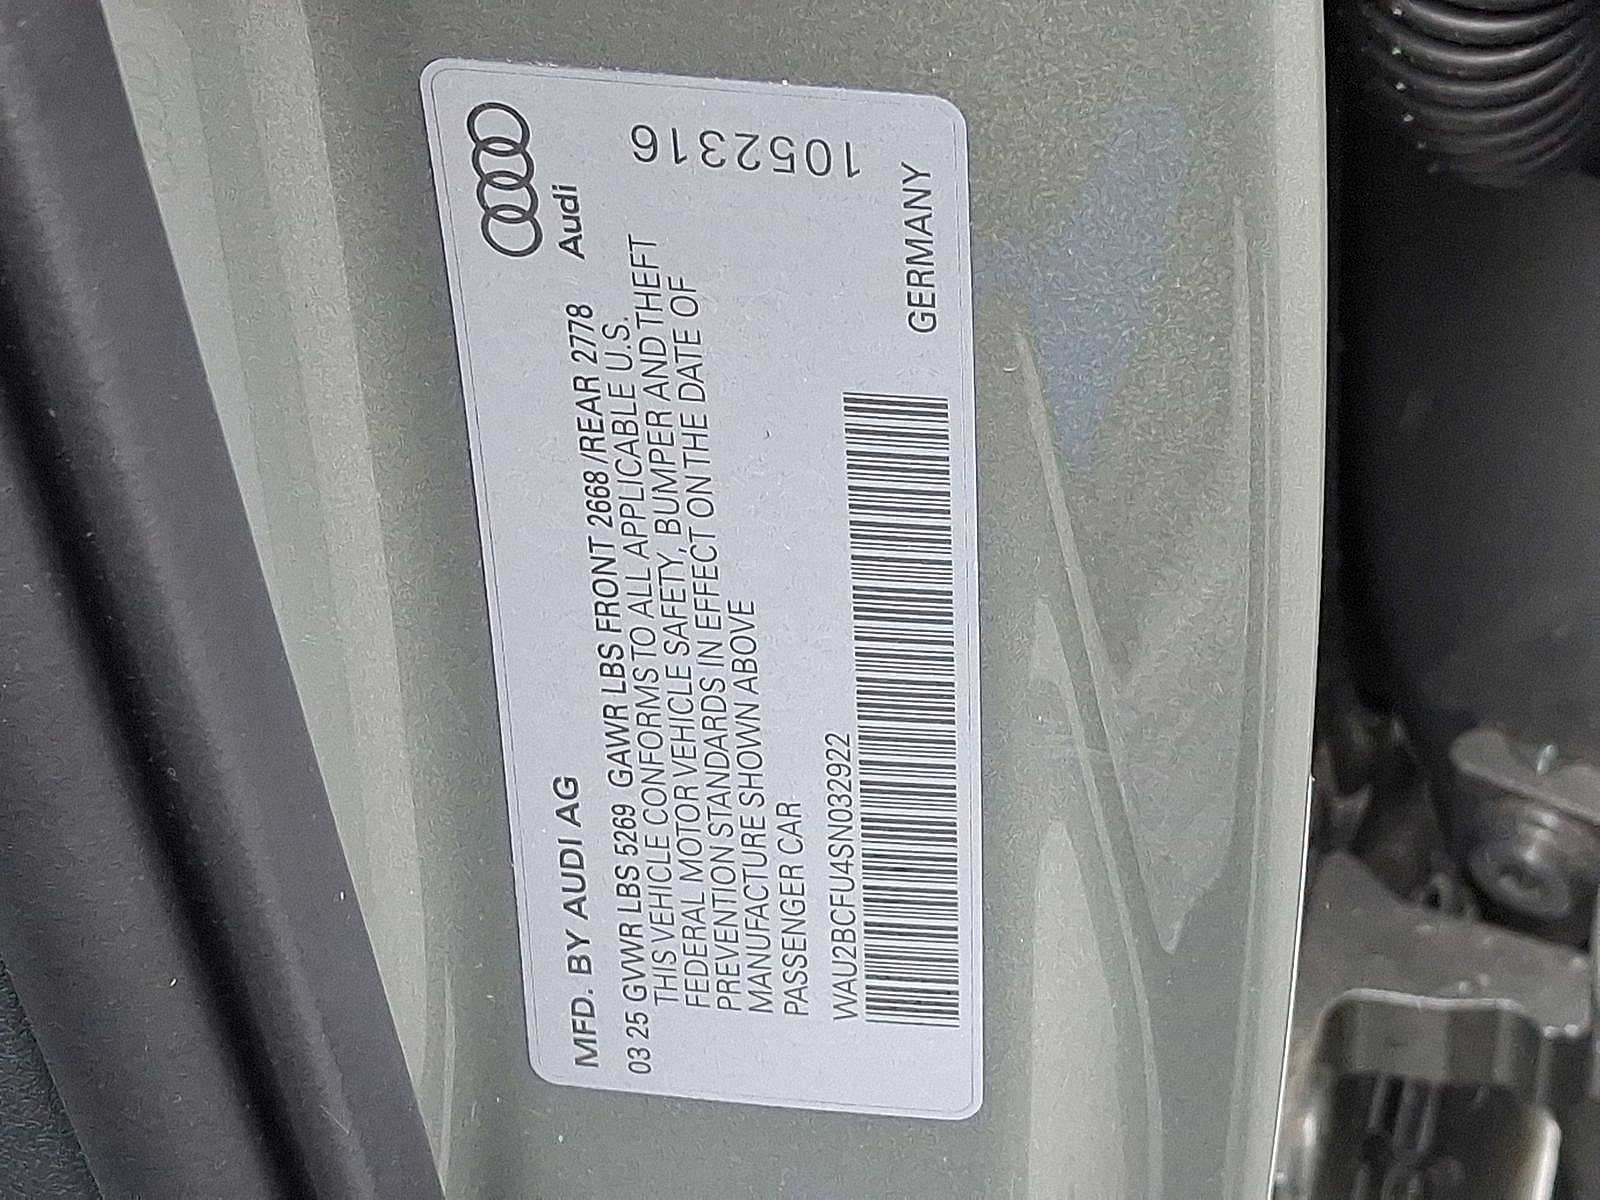 Audi
MFD. BY AUDI AG
03 25 GVWR LBS 5269 GAWR LBS FRONT 2668 /REAR 2778
THIS VEHICLE CONFORMS TO ALL APPLICABLE U.S.
FEDERAL MOTOR VEHICLE SAFETY, BUMPER AND THEFT
PREVENTION STANDARDS IN EFFECT ON THE DATE OF
MANUFACTURE SHOWN ABOVE
PASSENGER CAR
1052316
WAU2BCFU4SN032922
GERMANY